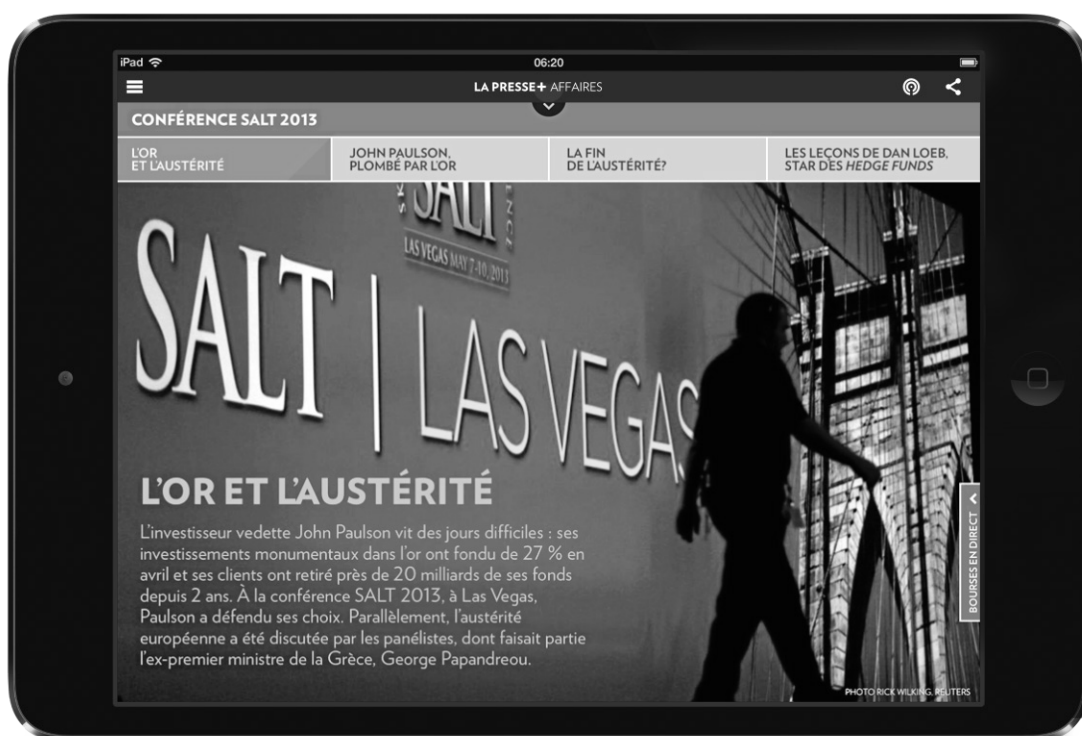 iPad
06:20
LA PRESSE+ AFFAIRES
CONFÉRENCE SALT 2013
L'OR
ET L'AUSTÉRITÉ
JOHN PAULSON,
PLOMBÉ PAR L'OR
LA FIN
DE L'AUSTÉRITÉ?
LES LEÇONS DE DAN LOEB,
STAR DES HEDGE FUNDS
SALT
LAS VEGAS MAY 7-10, 2013
SALT | LAS VEGAS
L'OR ET L'AUSTÉRITÉ
L'investisseur vedette John Paulson vit des jours difficiles : ses
investissements monumentaux dans l'or ont fondu de 27 % en
avril et ses clients ont retiré près de 20 milliards de ses fonds
depuis 2 ans. À la conférence SALT 2013, à Las Vegas,
Paulson a défendu ses choix. Parallèlement, l'austérité
européenne a été discutée par les panélistes, dont faisait partie
l'ex-premier ministre de la Grèce, George Papandreou.
BOURSES EN DIRECT
PHOTO RICK WILKING, REUTERS